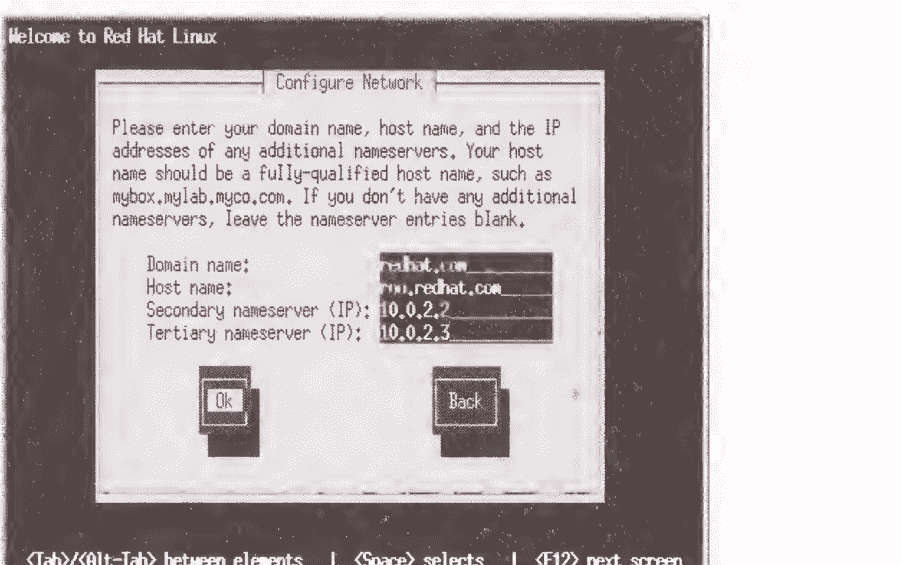 Welcome to Red Hat Linux
Configure Network
Please enter your domain name, host name, and the IP
addresses of any additional nameservers. Your host
name should be a fully-qualified host name, such as
mybox.mylab.myco.com. If you don't have any additional
nameservers, leave the nameserver entries blank.
Domain name: redhat.com
Host name: .redhat.com
Secondary nameserver (IP): 10.0.2.2
Tertiary nameserver (IP): 10.0.2.3
Ok Back
<Tab>/<Alt-Tab> between elements | <Space> selects | <F12> next screen